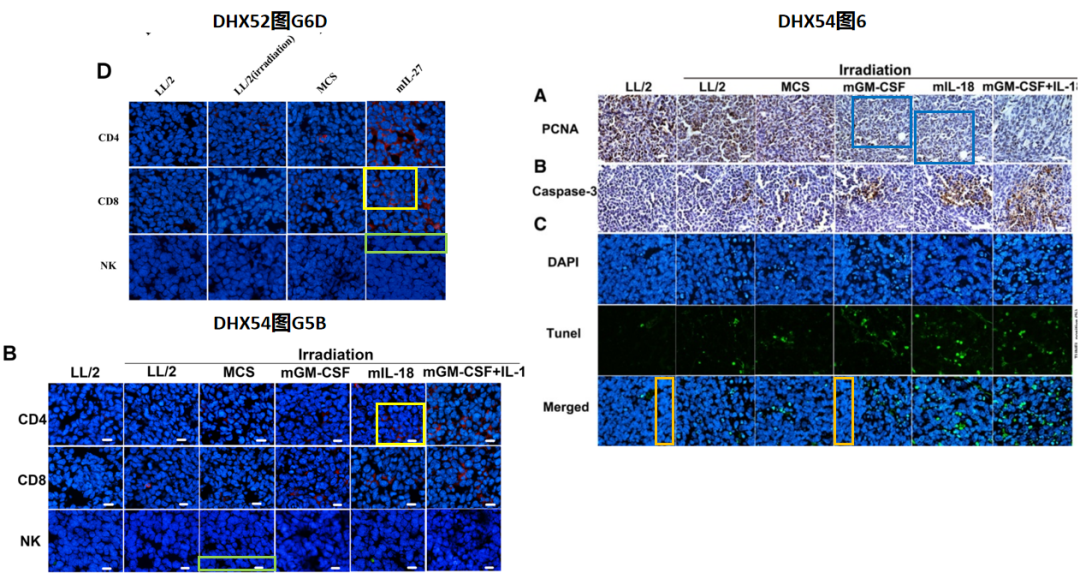 DHX52图G6D
D
LL/2
LL/2(irradiation)
MCS
mIL-27
CD4
CD8
NK
DHX54图G5B
B
Irradiation
LL/2
LL/2
MCS
mGM-CSF
mIL-18
mGM-CSF+IL-1
CD4
CD8
NK
DHX54图6
Irradiation
A
LL/2
LL/2
MCS
mGM-CSF
mIL-18
mGM-CSF+IL-18
PCNA
B
Caspase-3
C
DAPI
Tunel
Merged